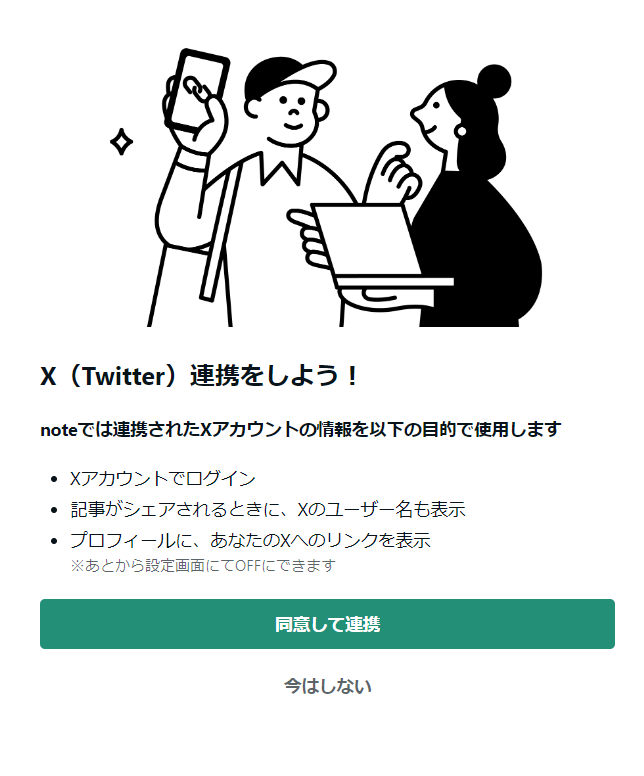 X（Twitter）連携をしよう！
noteでは連携されたXアカウントの情報を以下の目的で使用します
• Xアカウントでログイン
• 記事がシェアされるときに、Xのユーザー名も表示
• プロフィールに、あなたのXへのリンクを表示
※あとから設定画面にてOFFにできます
同意して連携
今はしない